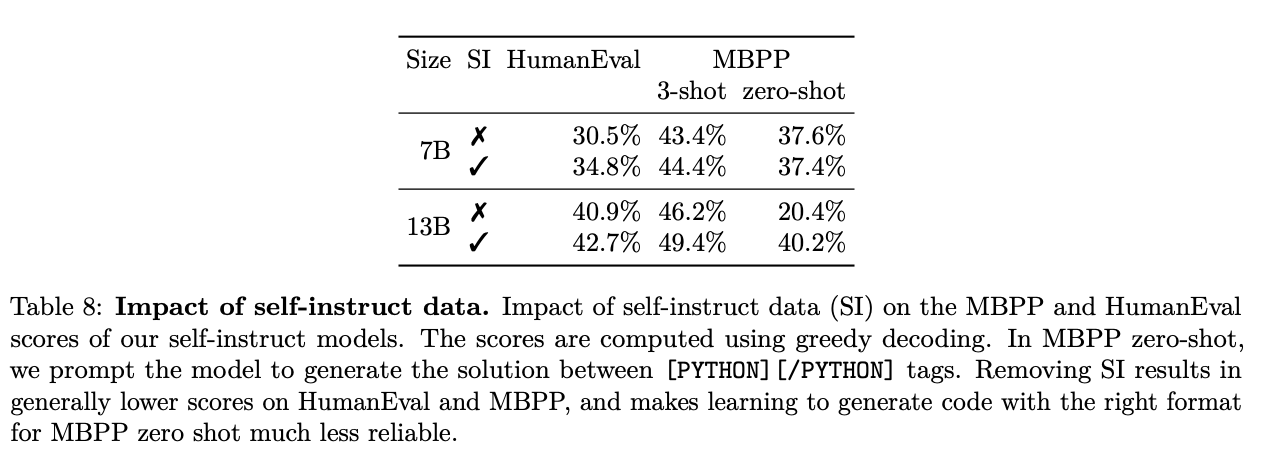 Size SI HumanEval MBPP
3-shot zero-shot
7B
✗ 30.5% 43.4% 37.6%
✓ 34.8% 44.4% 37.4%
13B
✗ 40.9% 46.2% 20.4%
✓ 42.7% 49.4% 40.2%
Table 8: Impact of self-instruct data. Impact of self-instruct data (SI) on the MBPP and HumanEval
scores of our self-instruct models. The scores are computed using greedy decoding. In MBPP zero-shot,
we prompt the model to generate the solution between [PYTHON][/PYTHON] tags. Removing SI results in
generally lower scores on HumanEval and MBPP, and makes learning to generate code with the right format
for MBPP zero shot much less reliable.